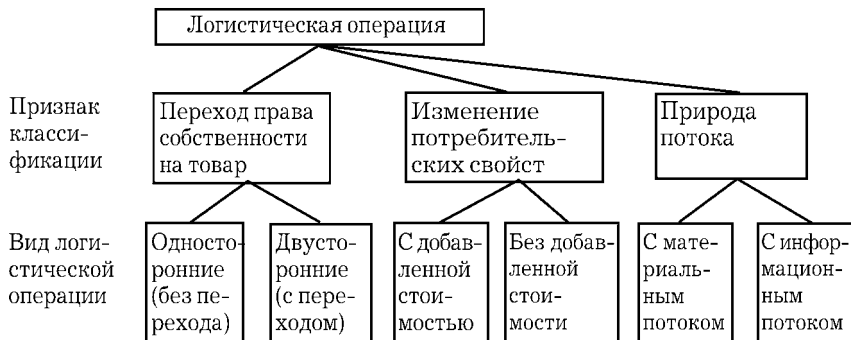 Логистическая операция
Признак
класси-
фикации
Переход права
собственности
на товар
Изменение
потребитель-
ских свойст
Природа
потока
Вид логи-
стической
операции
Односто-
ронние
(без пе-
рехода)
Двусто-
ронние
(с пере-
ходом)
С добав-
ленной
стои-
мостью
Без добав-
ленной
стои-
мости
С мате-
риаль-
ным
потоком
С инфор-
мацион-
ным
потоком